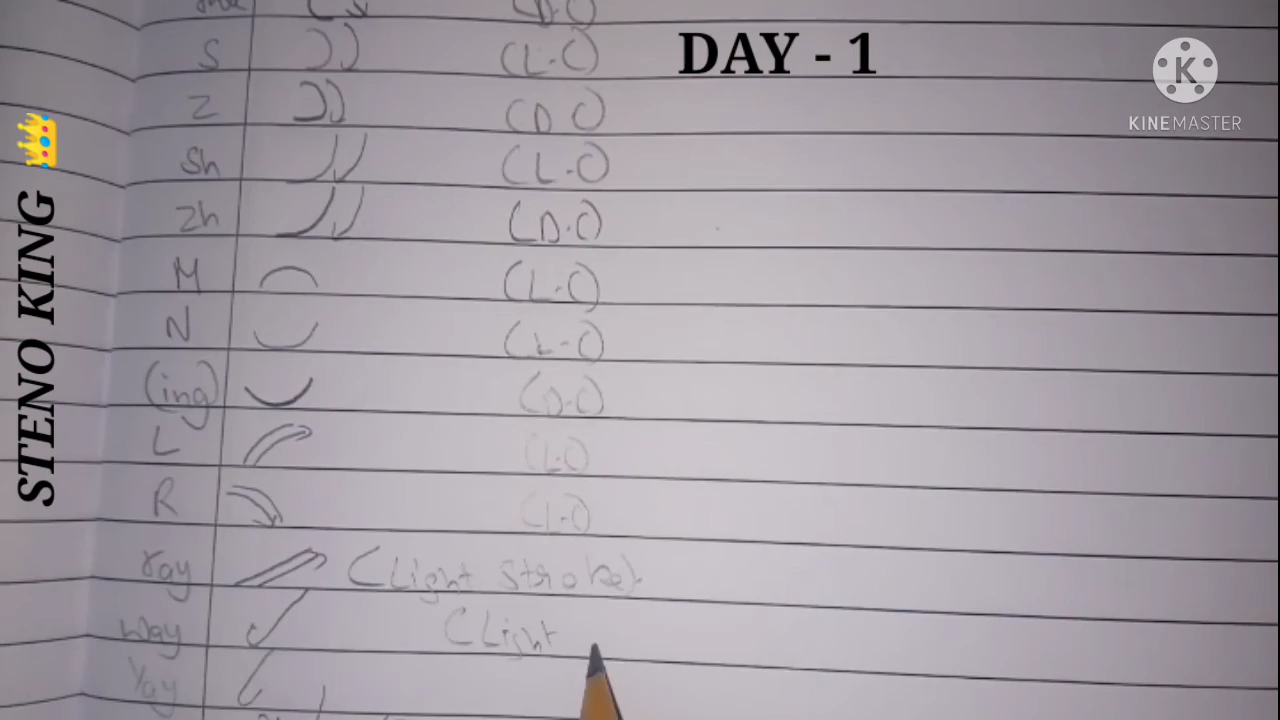 (D.C)
S (L.C)
DAY - 1
Z (D C)
KINEMASTER
Sh (L.C)
STENO KING
Zh (D.C)
M (L.C)
N (L-C)
(ing) (D.C)
L (L.C)
R (L.C)
ray (Light stroke).
Way (Light
Yay